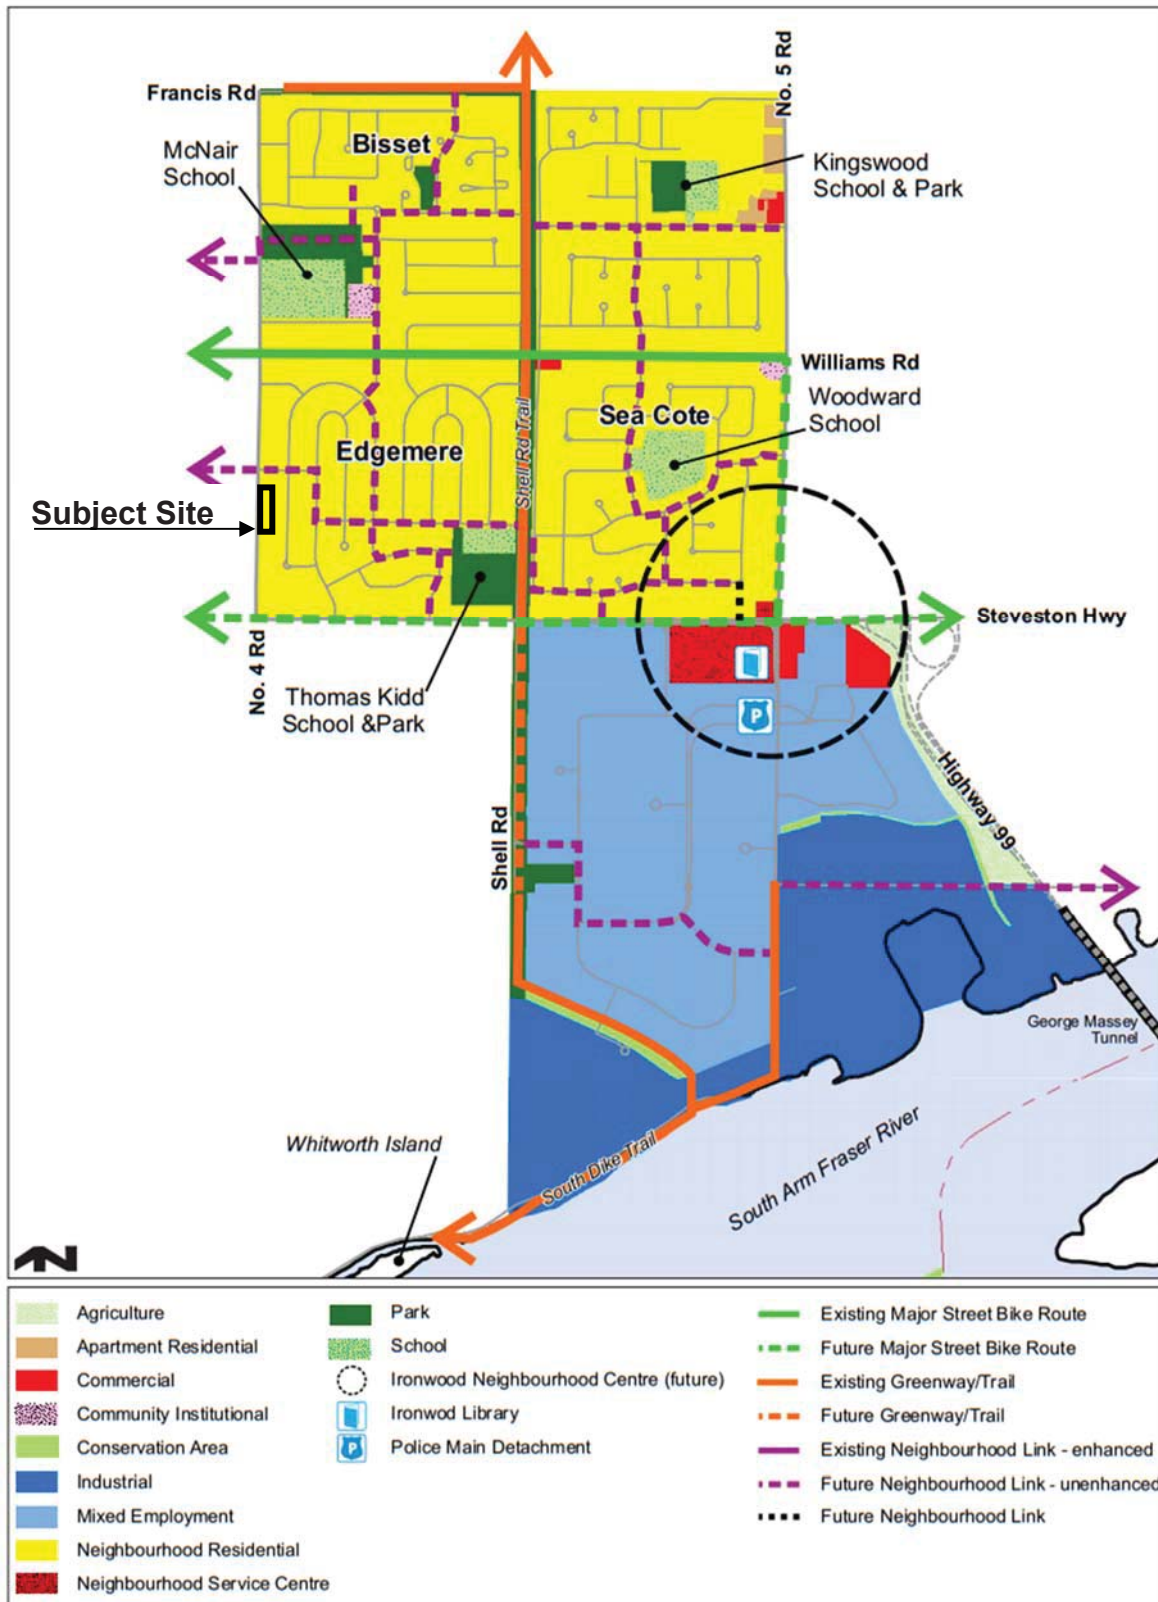 No. 5 Rd
Francis Rd
Bisset
McNair
School
Kingswood
School & Park
Williams Rd
Woodward
School
Sea Cote
Edgemere
Shell Rd Trail
Subject Site
Steveston Hwy
No. 4 Rd
Thomas Kidd
School &Park
P
Highway 99
Shell Rd
George Massey
Tunnel
Whitworth Island
South Dike Trail
South Arm Fraser River
N
Agriculture
Apartment Residential
Commercial
Community Institutional
Conservation Area
Industrial
Mixed Employment
Neighbourhood Residential
Neighbourhood Service Centre
Park
School
Ironwood Neighbourhood Centre (future)
Ironwod Library
P
Police Main Detachment
Existing Major Street Bike Route
Future Major Street Bike Route
Existing Greenway/Trail
Future Greenway/Trail
Existing Neighbourhood Link - enhanced
Future Neighbourhood Link - unenhanced
Future Neighbourhood Link